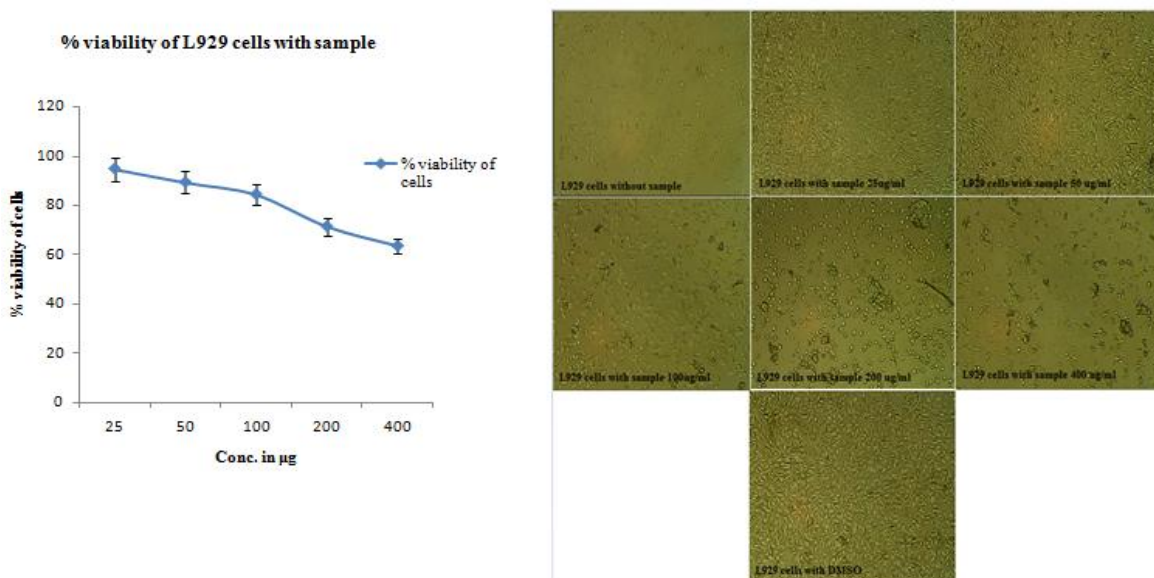 % viability of L929 cells with sample
120
100
80
60
40
20
0
% viability of cells
25 50 100 200 400
Conc. in µg
% viability of
cells
L929 cells without sample
L929 cells with sample 25ug/ml
L929 cells with sample 50 ug/ml
L929 cells with sample 100ug/ml
L929 cells with sample 200 ug/ml
L929 cells with sample 400 ug/ml
L929 cells with DMSO